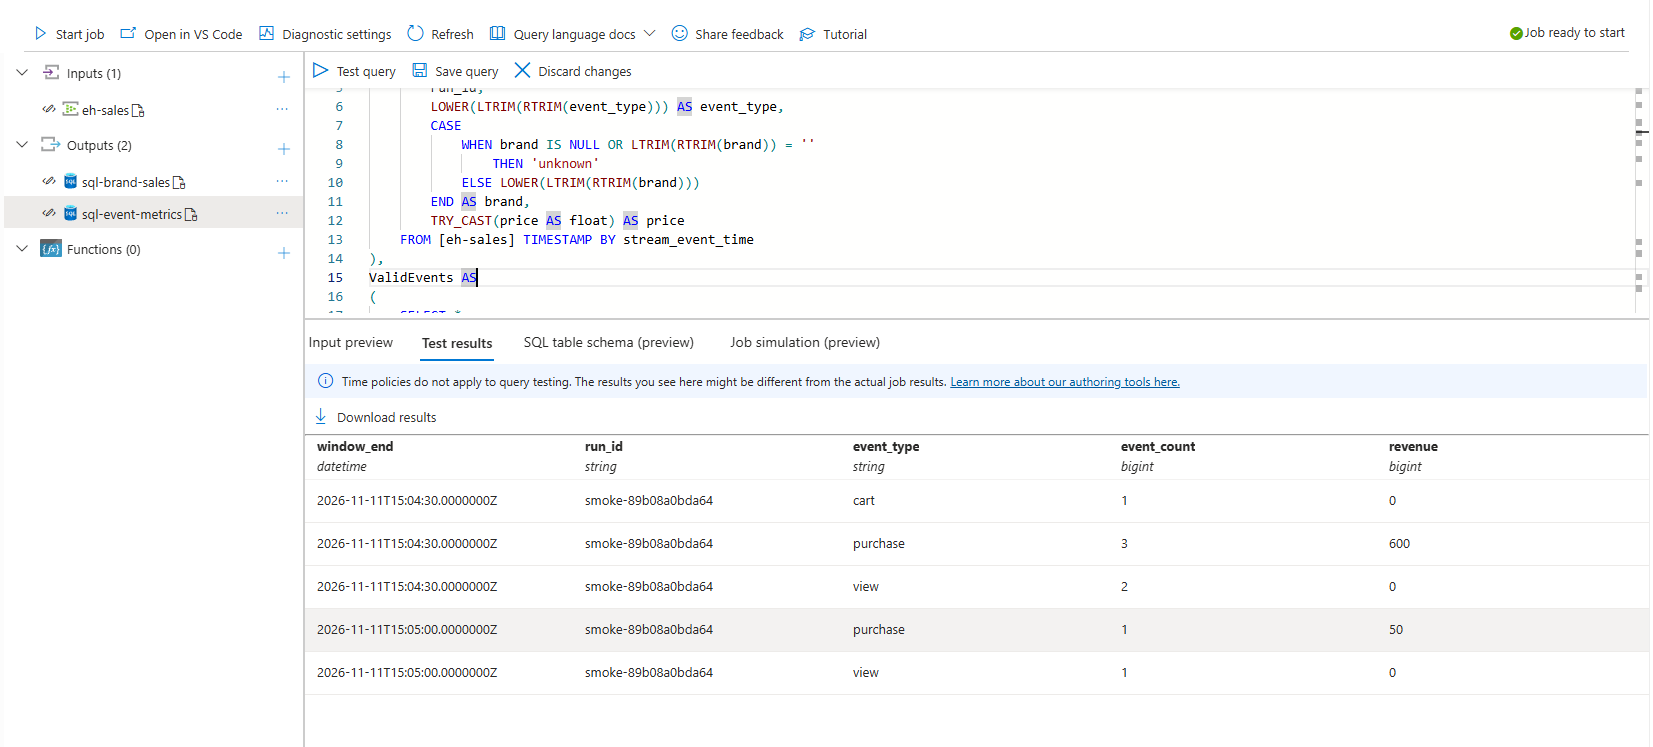 Start job Open in VS Code Diagnostic settings Refresh Query language docs Share feedback Tutorial Job ready to start
Inputs (1)
eh-sales
Outputs (2)
sql-brand-sales
sql-event-metrics
Functions (0)
Test query Save query Discard changes
5 run_id,
6 LOWER(LTRIM(RTRIM(event_type))) AS event_type,
7 CASE
8 WHEN brand IS NULL OR LTRIM(RTRIM(brand)) = ''
9 THEN 'unknown'
10 ELSE LOWER(LTRIM(RTRIM(brand)))
11 END AS brand,
12 TRY_CAST(price AS float) AS price
13 FROM [eh-sales] TIMESTAMP BY stream_event_time
14 ),
15 ValidEvents AS
16 (
17 SELECT *
Input preview Test results SQL table schema (preview) Job simulation (preview)
Time policies do not apply to query testing. The results you see here might be different from the actual job results. Learn more about our authoring tools here.
Download results
window_end run_id event_type event_count revenue
datetime string string bigint bigint
2026-11-11T15:04:30.0000000Z smoke-89b08a0bda64 cart 1 0
2026-11-11T15:04:30.0000000Z smoke-89b08a0bda64 purchase 3 600
2026-11-11T15:04:30.0000000Z smoke-89b08a0bda64 view 2 0
2026-11-11T15:05:00.0000000Z smoke-89b08a0bda64 purchase 1 50
2026-11-11T15:05:00.0000000Z smoke-89b08a0bda64 view 1 0